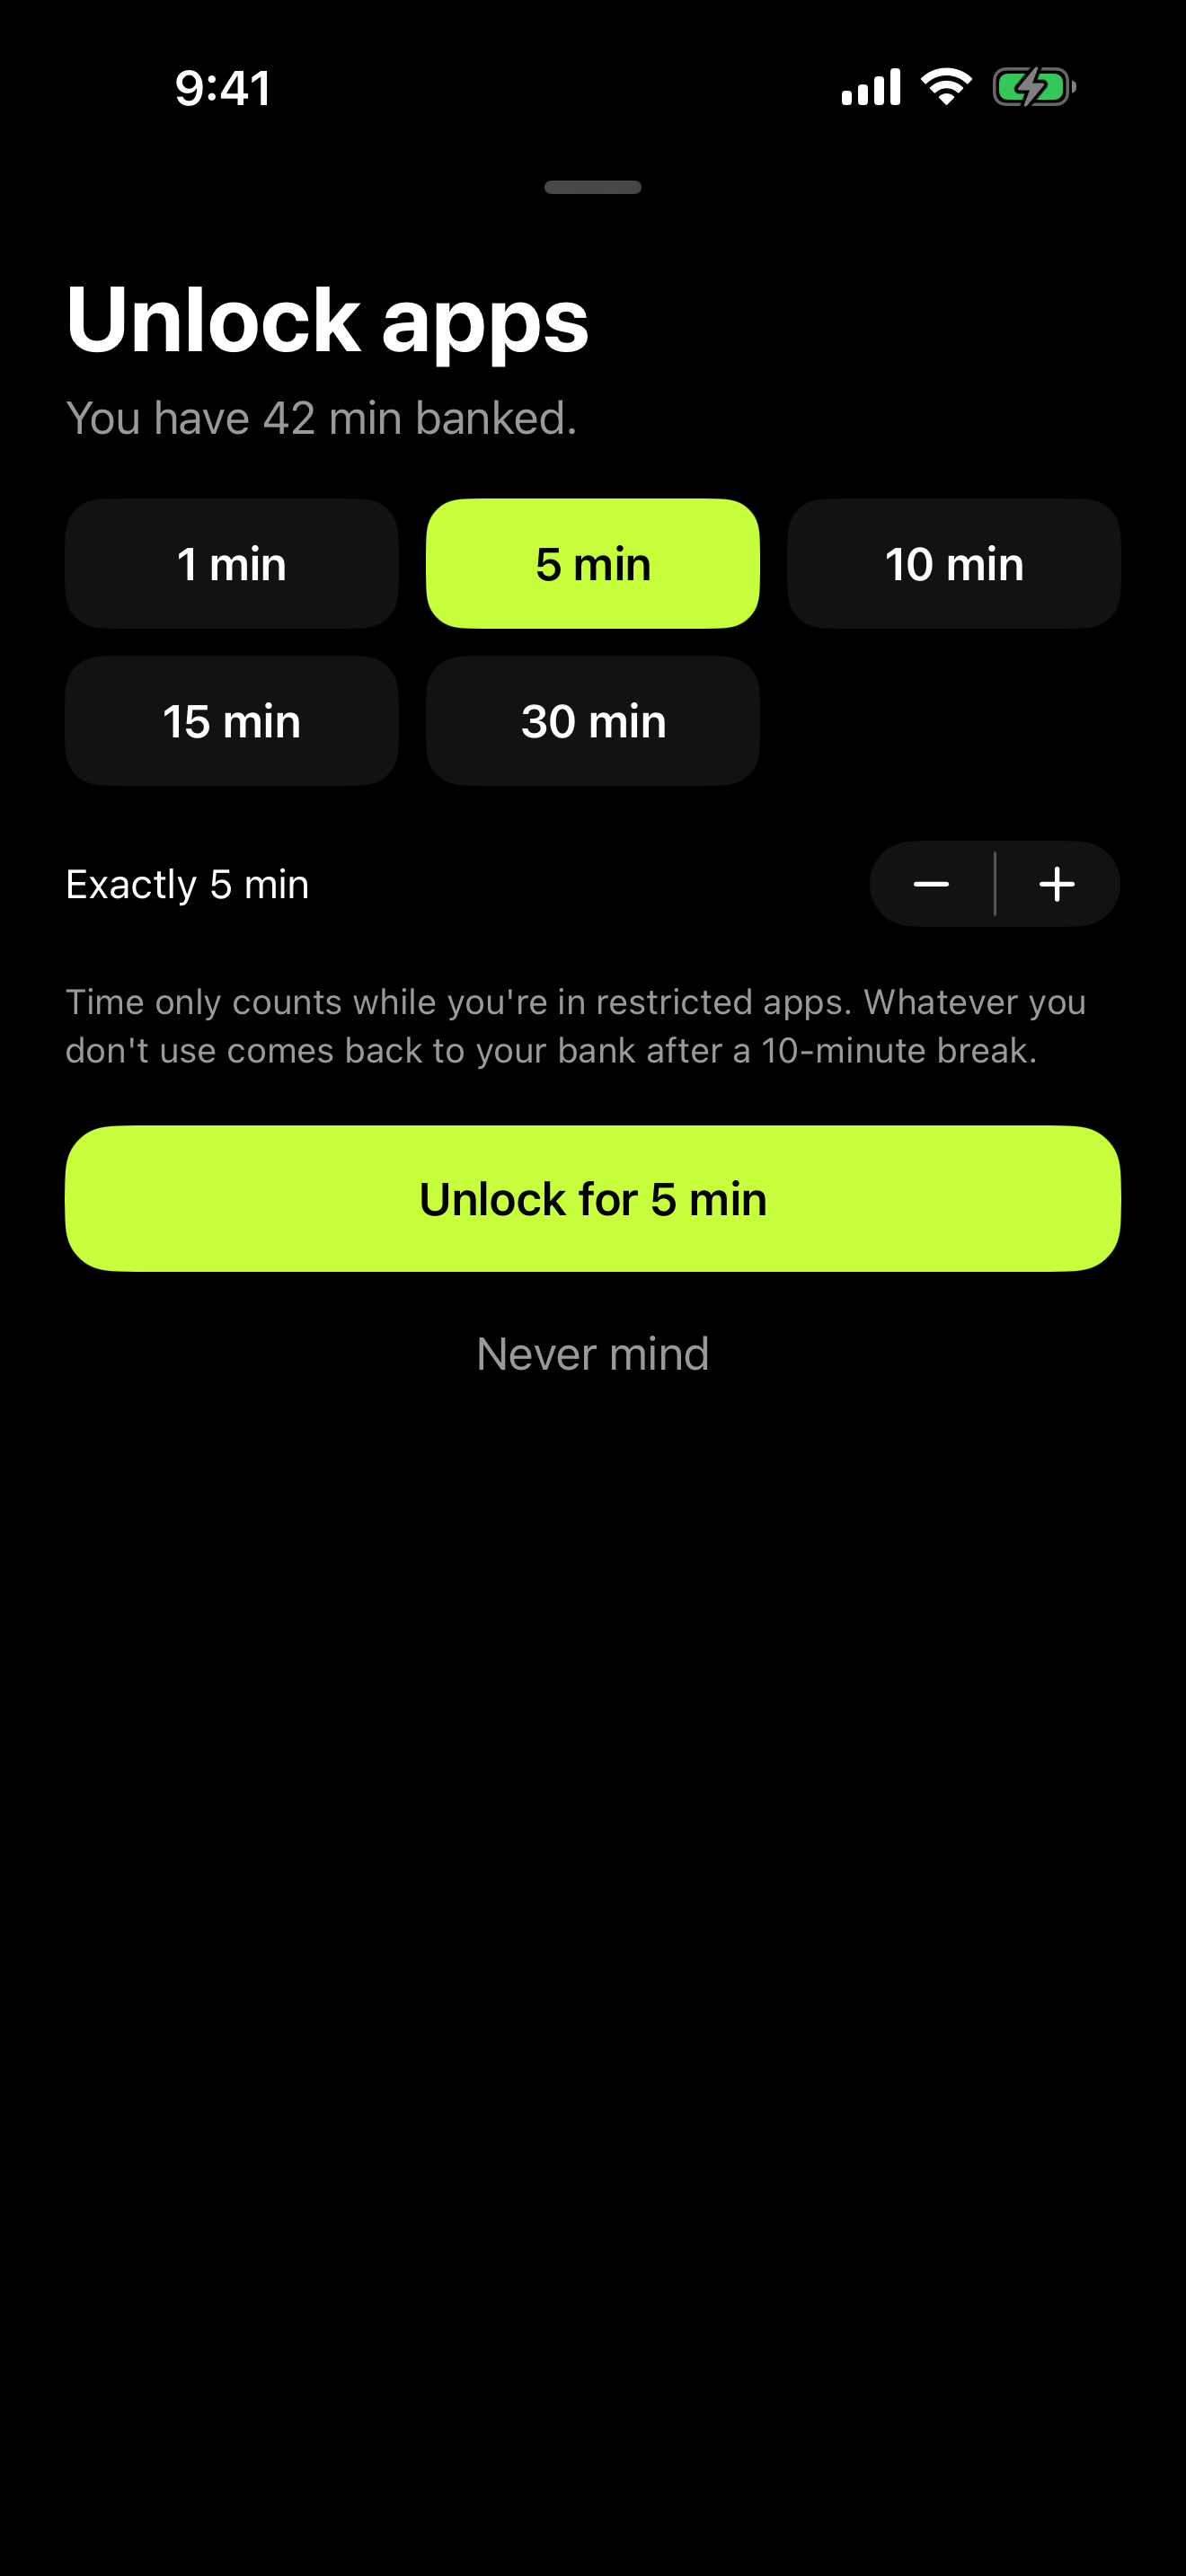 9:41
Unlock apps
You have 42 min banked.
1 min
5 min
10 min
15 min
30 min
Exactly 5 min
Time only counts while you're in restricted apps. Whatever you
don't use comes back to your bank after a 10-minute break.
Unlock for 5 min
Never mind